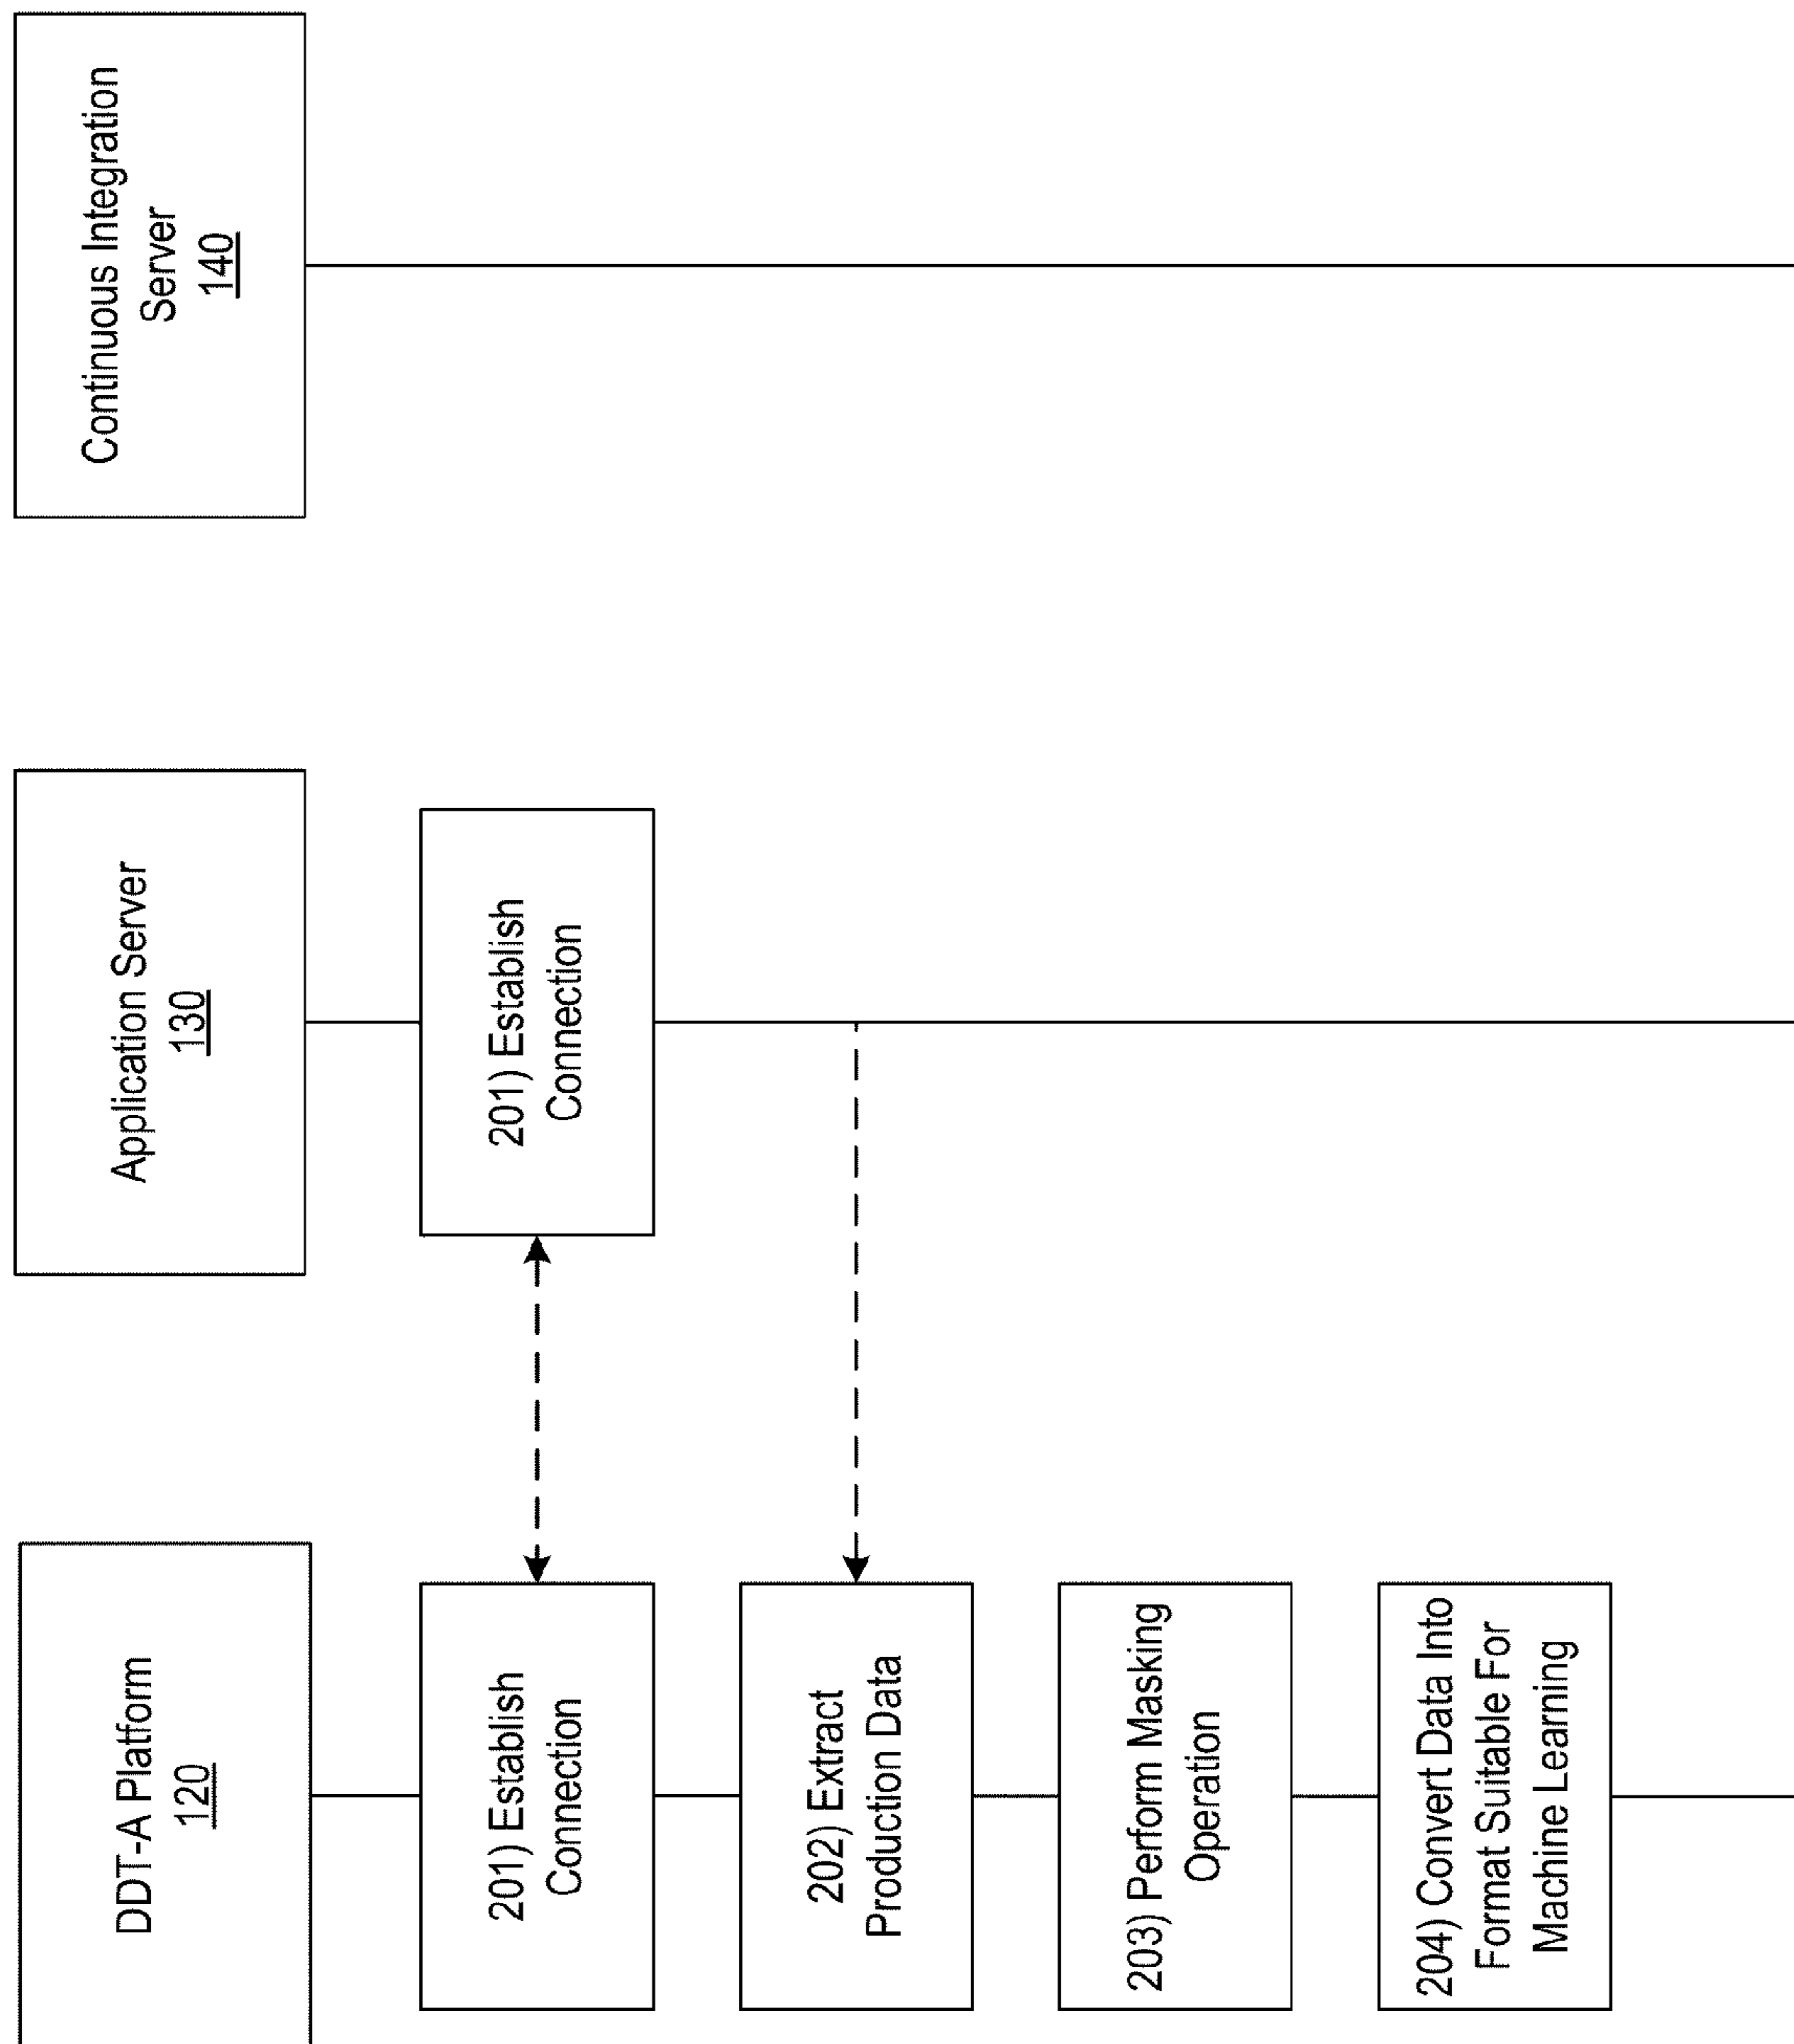 DDT-A Platform
120
Application Server
130
Continuous Integration
Server
140
201) Establish
Connection
201) Establish
Connection
202) Extract
Production Data
203) Perform Masking
Operation
204) Convert Data Into
Format Suitable For
Machine Learning